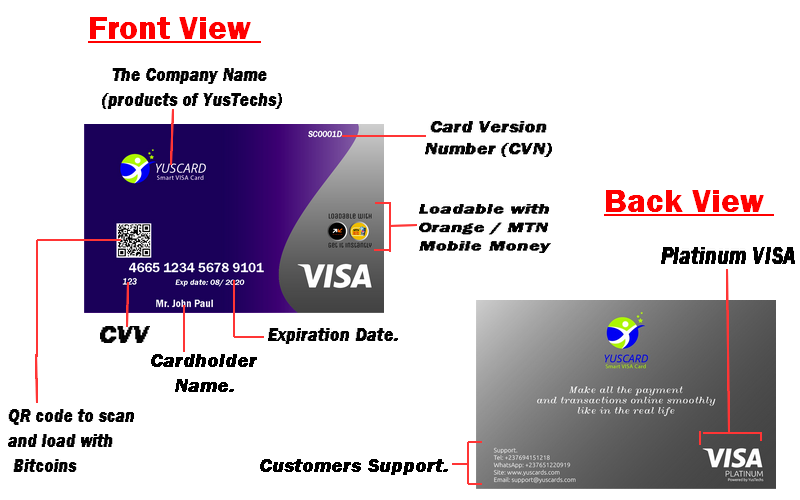 Front View
The Company Name
(products of YusTechs)
SC0001D
Card Version
Number (CVN)
YUSCARD
Smart VISA Card
LOADABLE WITH
GET IT INSTANTLY
Loadable with
Orange / MTN
Mobile Money
4665 1234 5678 9101
123
Exp date: 08/ 2020
VISA
Mr. John Paul
CVV
Expiration Date.
Cardholder
Name.
QR code to scan
and load with
Bitcoins
Back View
Platinum VISA
YUSCARD
Smart VISA Card
Make all the payment
and transactions online smoothly
like in the real life
Customers Support.
Support.
Tel: +237694151218
WhatsApp: +237651220919
Site: www.yuscards.com
Email: support@yuscards.com
VISA
PLATINUM
Powered by YusTechs